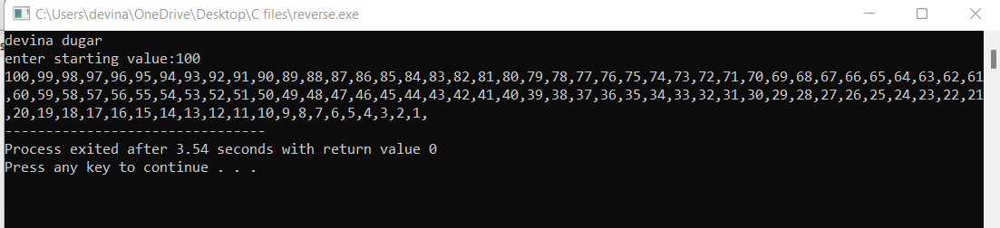 C:\Users\devina\OneDrive\Desktop\C files\reverse.exe
devina dugar
enter starting value:100
100,99,98,97,96,95,94,93,92,91,90,89,88,87,86,85,84,83,82,81,80,79,78,77,76,75,74,73,72,71,70,69,68,67,66,65,64,63,62,61
,60,59,58,57,56,55,54,53,52,51,50,49,48,47,46,45,44,43,42,41,40,39,38,37,36,35,34,33,32,31,30,29,28,27,26,25,24,23,22,21
,20,19,18,17,16,15,14,13,12,11,10,9,8,7,6,5,4,3,2,1,
--------------------------------
Process exited after 3.54 seconds with return value 0
Press any key to continue . . .